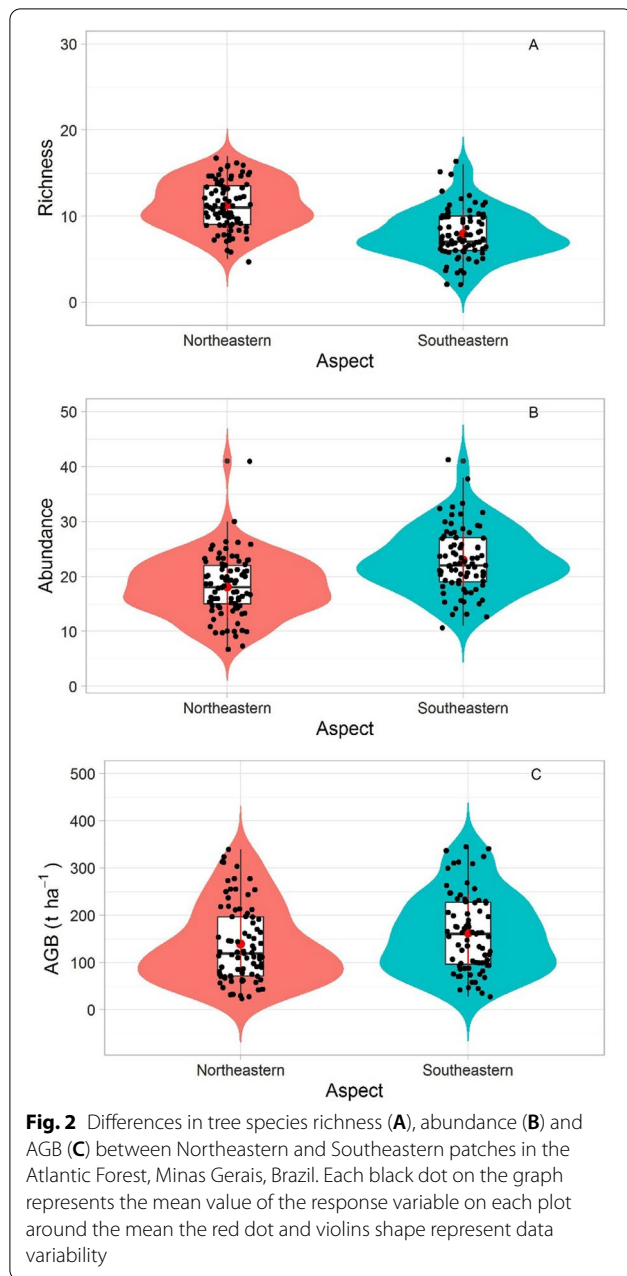 A
30
20
10
0
Richness
Northeastern Southeastern
Aspect
B
50
40
30
20
10
0
Abundance
Northeastern Southeastern
Aspect
C
500
400
300
200
100
0
AGB (t ha⁻¹)
Northeastern Southeastern
Aspect
Fig. 2 Differences in tree species richness (A), abundance (B) and
AGB (C) between Northeastern and Southeastern patches in the
Atlantic Forest, Minas Gerais, Brazil. Each black dot on the graph
represents the mean value of the response variable on each plot
around the mean the red dot and violins shape represent data
variability